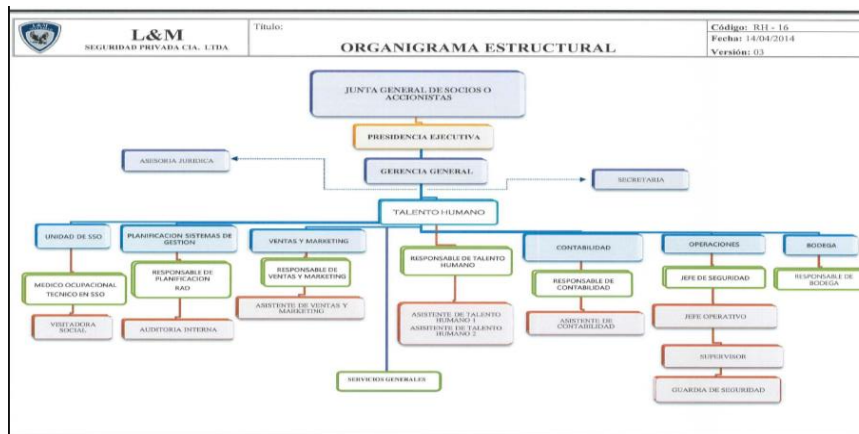 L&M
SEGURIDAD PRIVADA CIA. LTDA
Título:
ORGANIGRAMA ESTRUCTURAL
Código: RH - 16
Fecha: 14/04/2014
Versión: 03
JUNTA GENERAL DE SOCIOS O
ACCIONISTAS
PRESIDENCIA EJECUTIVA
ASESORIA JURIDICA
GERENCIA GENERAL
SECRETARIA
TALENTO HUMANO
UNIDAD DE SSO
PLANIFICACION SISTEMAS DE
GESTION
VENTAS Y MARKETING
CONTABILIDAD
OPERACIONES
BODEGA
MEDICO OCUPACIONAL
TECNICO EN SSO
RESPONSABLE DE
PLANIFICACION
RAD
RESPONSABLE DE
VENTAS Y MARKETING
RESPONSABLE DE TALENTO
HUMANO
RESPONSABLE DE
CONTABILIDAD
JEFE DE SEGURIDAD
RESPONSABLE DE
BODEGA
VISITADORA
SOCIAL
AUDITORIA INTERNA
ASISTENTE DE VENTAS Y
MARKETING
ASISTENTE DE TALENTO
HUMANO 1
ASISTENTE DE TALENTO
HUMANO 2
ASISTENTE DE
CONTABILIDAD
JEFE OPERATIVO
SUPERVISOR
SERVICIOS GENERALES
GUARDIA DE SEGURIDAD